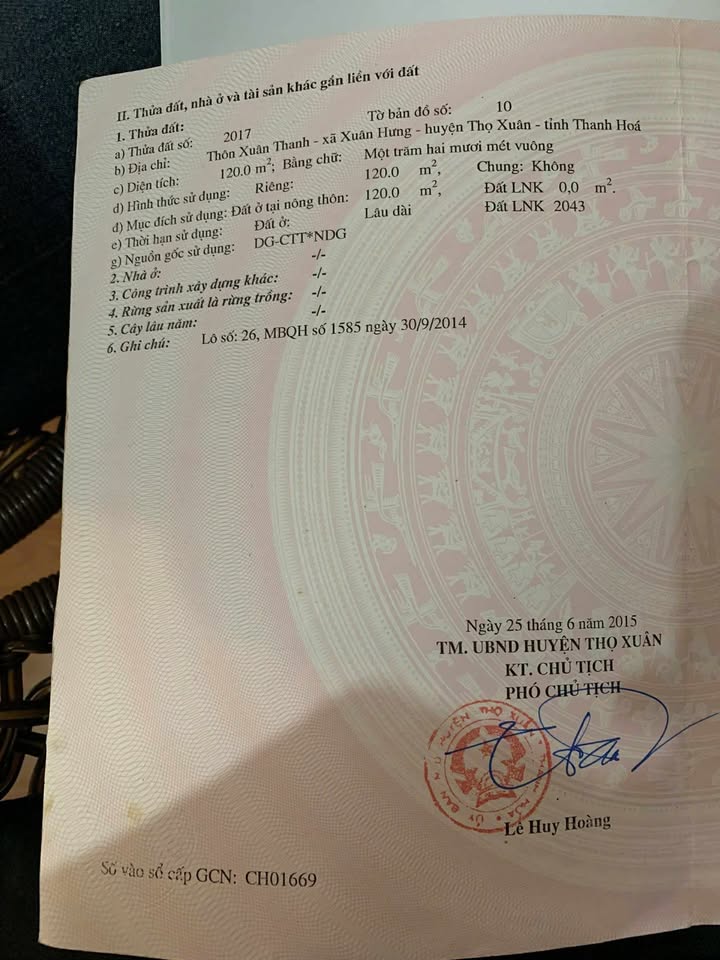 II. Thửa đất, nhà ở và tài sản khác gắn liền với đất
1. Thửa đất:
a) Thửa đất số: 2017 Tờ bản đồ số: 10
b) Địa chỉ: Thôn Xuân Thanh - xã Xuân Hưng - huyện Thọ Xuân - tỉnh Thanh Hoá
c) Diện tích: 120.0 m²; Bằng chữ: Một trăm hai mươi mét vuông
d) Hình thức sử dụng: Riêng: 120.0 m², Chung: Không
đ) Mục đích sử dụng: Đất ở tại nông thôn: 120.0 m², Đất LNK 0,0 m².
e) Thời hạn sử dụng: Đất ở: Lâu dài Đất LNK 2043
g) Nguồn gốc sử dụng: DG-CTT*NDG
2. Nhà ở: -/-
3. Công trình xây dựng khác: -/-
4. Rừng sản xuất là rừng trồng: -/-
5. Cây lâu năm: -/-
6. Ghi chú: Lô số: 26, MBQH số 1585 ngày 30/9/2014
Ngày 25 tháng 6 năm 2015
TM. UBND HUYỆN THỌ XUÂN
KT. CHỦ TỊCH
PHÓ CHỦ TỊCH
ỦY BAN N.D HUYỆN THỌ XUÂN * THANH HÓA *
Lê Huy Hoàng
Số vào sổ cấp GCN: CH01669